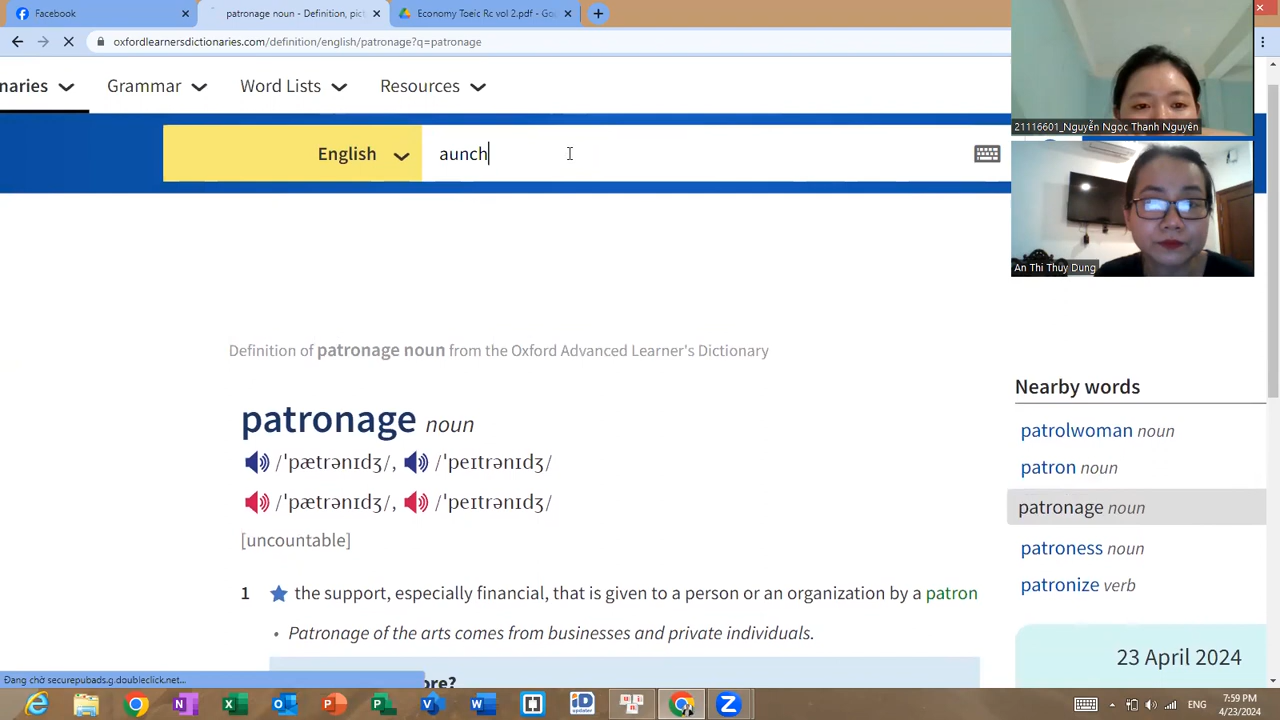 Facebook
patronage noun - Definition, pict
Economy Toeic Rc vol 2.pdf - Goo
oxfordlearnersdictionaries.com/definition/english/patronage?q=patronage
naries
Grammar
Word Lists
Resources
English
aunch
21116601_Nguyễn Ngọc Thanh Nguyên
An Thi Thuy Dung
Definition of patronage noun from the Oxford Advanced Learner's Dictionary
patronage noun
/ˈpætrənɪdʒ/, /ˈpeɪtrənɪdʒ/
/ˈpætrənɪdʒ/, /ˈpeɪtrənɪdʒ/
[uncountable]
1 the support, especially financial, that is given to a person or an organization by a patron
• Patronage of the arts comes from businesses and private individuals.
ore?
Nearby words
patrolwoman noun
patron noun
patronage noun
patroness noun
patronize verb
23 April 2024
Đang chờ securepubads.g.doubleclick.net...
ENG
7:59 PM
4/23/2024